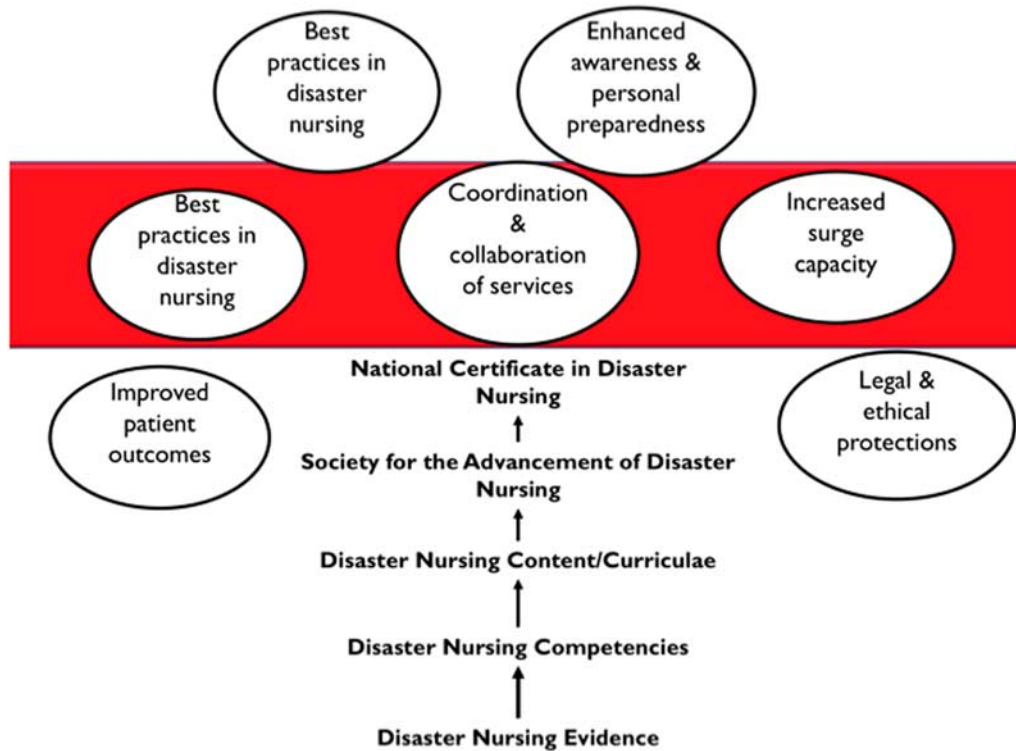 Best
practices in
disaster
nursing
Enhanced
awareness &
personal
preparedness
Best
practices in
disaster
nursing
Coordination
&
collaboration
of services
Increased
surge
capacity
Improved
patient
outcomes
National Certificate in Disaster
Nursing
Legal &
ethical
protections
Society for the Advancement of Disaster
Nursing
Disaster Nursing Content/Curriculae
Disaster Nursing Competencies
Disaster Nursing Evidence